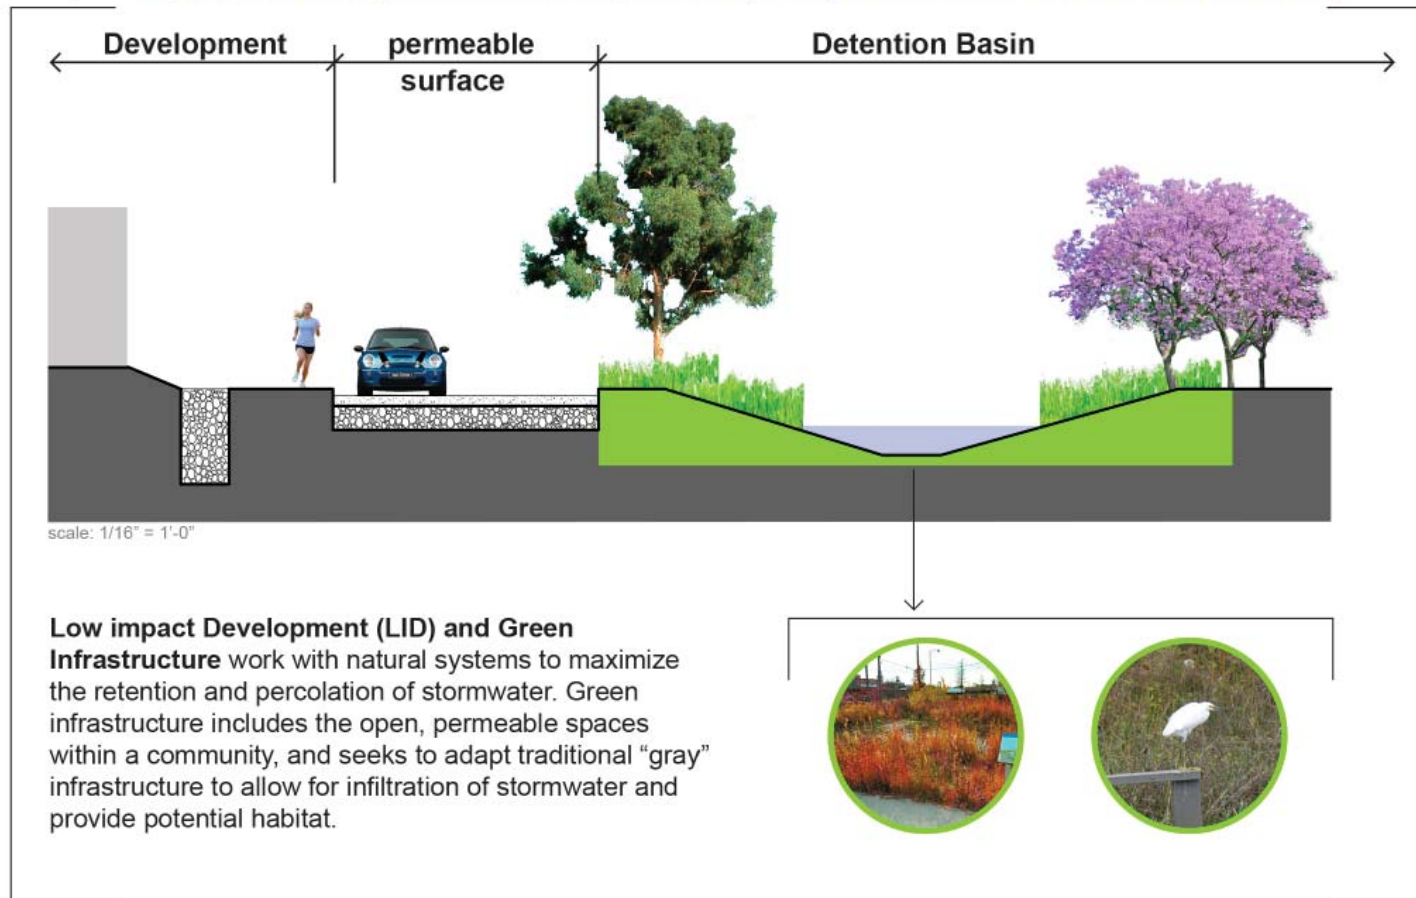 Development
permeable
surface
Detention Basin
scale: 1/16” = 1’-0”
Low impact Development (LID) and Green
Infrastructure work with natural systems to maximize
the retention and percolation of stormwater. Green
infrastructure includes the open, permeable spaces
within a community, and seeks to adapt traditional “gray”
infrastructure to allow for infiltration of stormwater and
provide potential habitat.